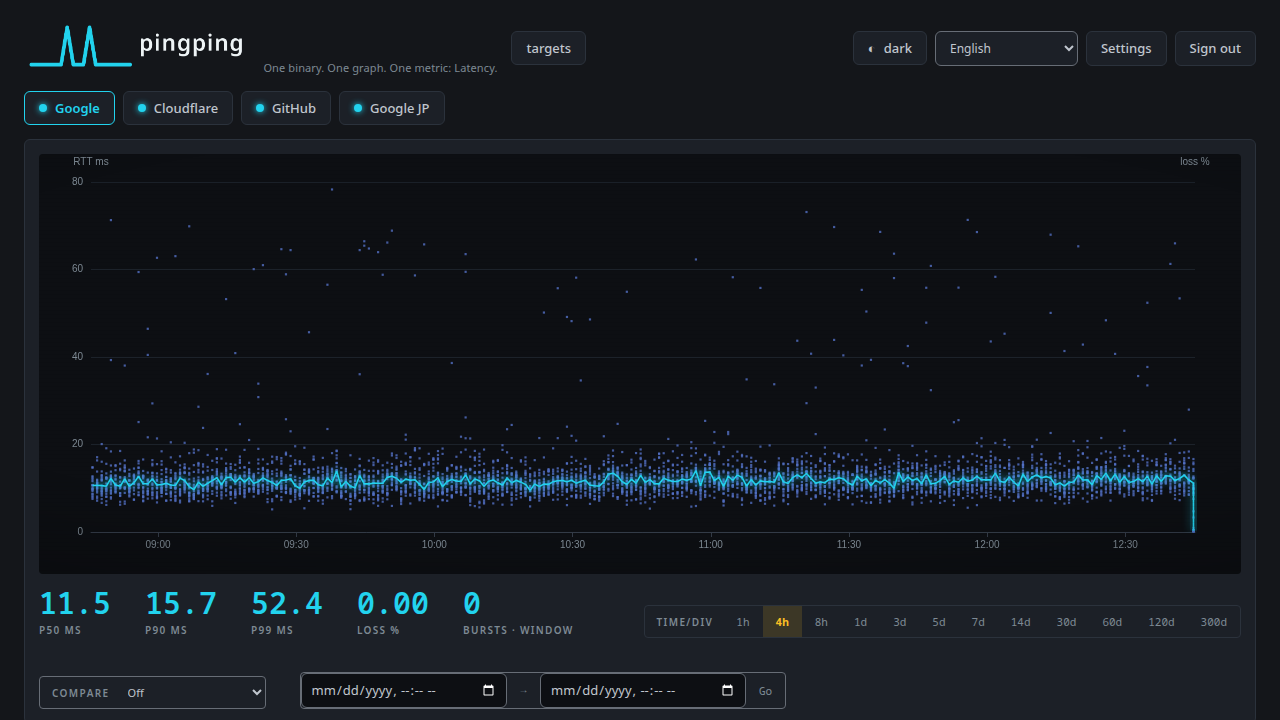 pingping
One binary. One graph. One metric: Latency.
targets
dark
English
Settings
Sign out
Google
Cloudflare
GitHub
Google JP
RTT ms
loss %
80
60
40
20
0
09:00 09:30 10:00 10:30 11:00 11:30 12:00 12:30
11.5 15.7 52.4 0.00 0
P50 MS P90 MS P99 MS LOSS % BURSTS · WINDOW
TIME/DIV 1h 4h 8h 1d 3d 5d 7d 14d 30d 60d 120d 300d
COMPARE Off
mm/dd/yyyy, --:-- -- → mm/dd/yyyy, --:-- -- Go